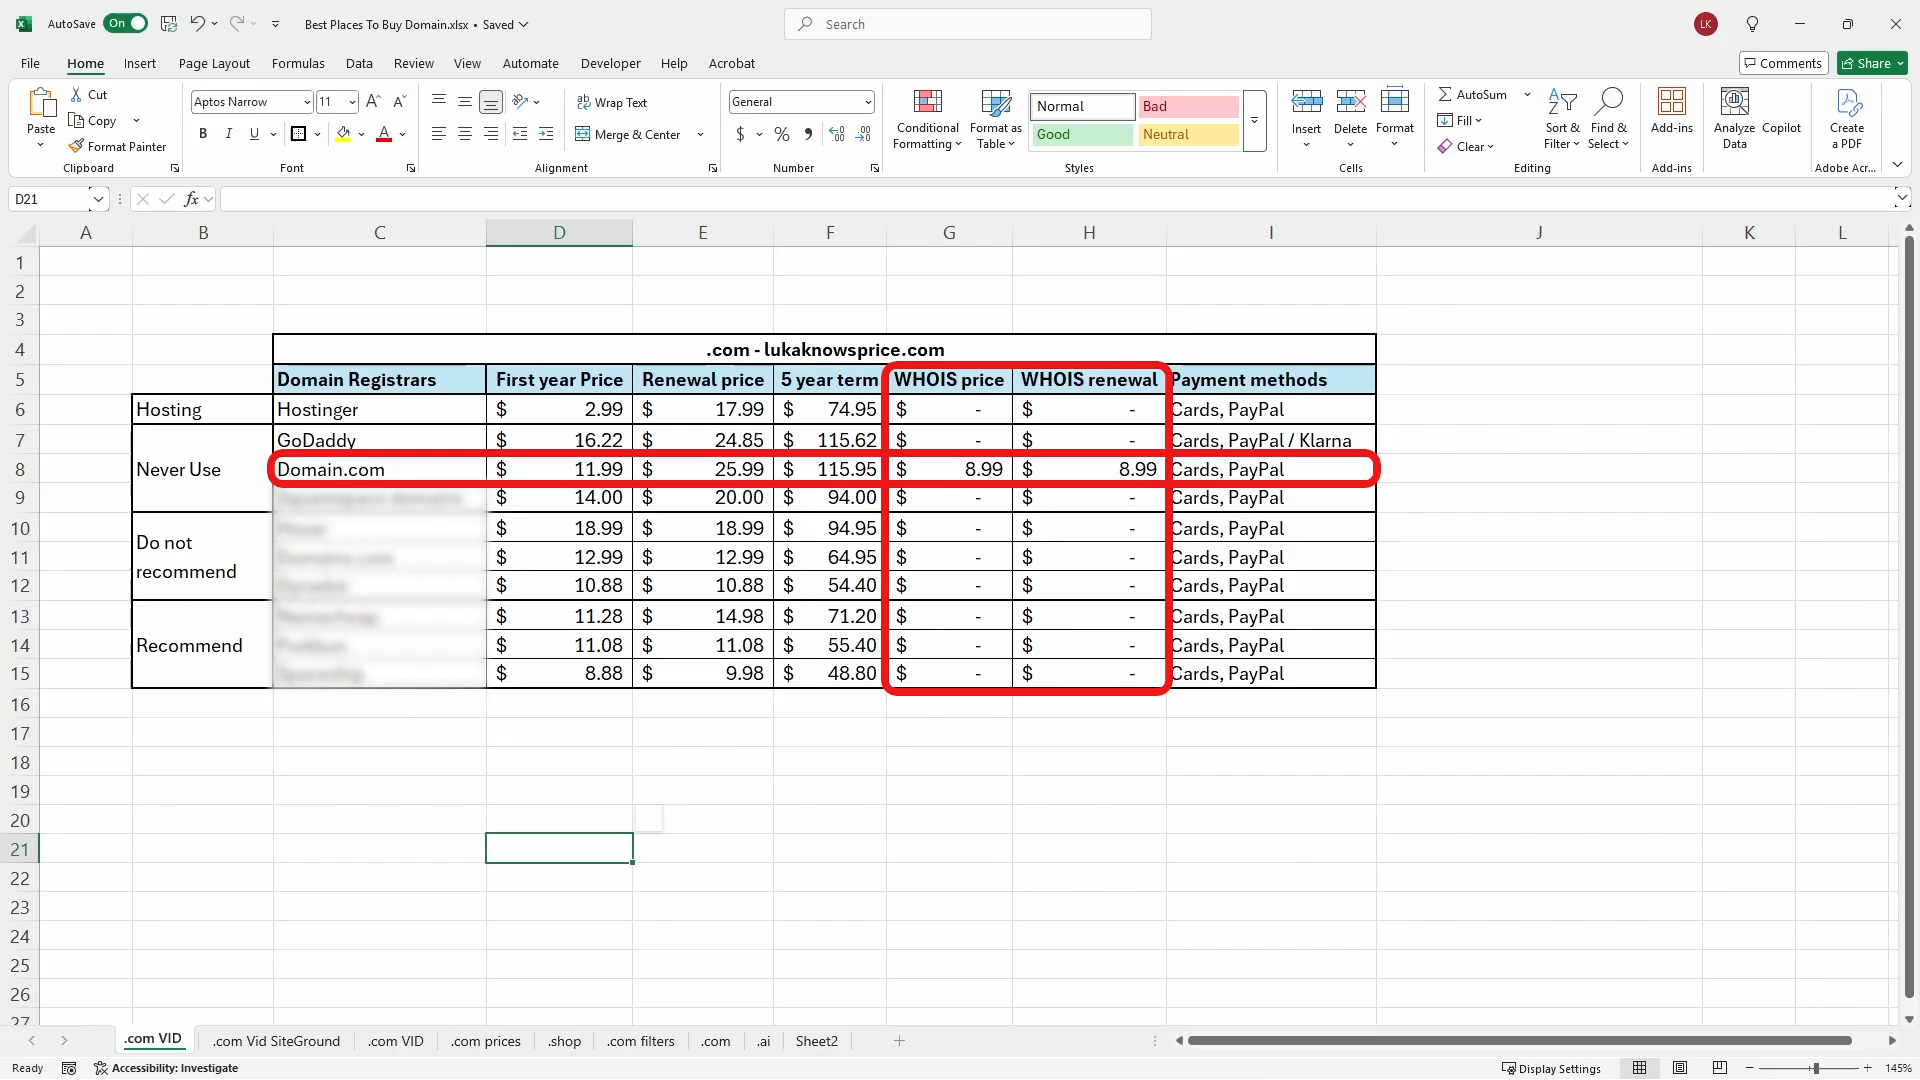 AutoSave On Best Places To Buy Domain.xlsx • Saved Search LK
File Home Insert Page Layout Formulas Data Review View Automate Developer Help Acrobat Comments Share
Paste Cut Copy Format Painter Clipboard
Aptos Narrow 11 B I U A Font
ab Wrap Text Merge & Center Alignment
General $ % Number
Conditional Formatting Format as Table
Normal Bad Good Neutral Styles
Insert Delete Format Cells
AutoSum Fill Clear Sort & Filter Find & Select Editing
Add-ins Add-ins
Analyze Data Copilot
Create a PDF Adobe Acr...
D21 fx
A B C D E F G H I J K L
1
2
3
4 .com - lukaknowsprice.com
5 Domain Registrars First year Price Renewal price 5 year term WHOIS price WHOIS renewal Payment methods
6 Hosting Hostinger $ 2.99 $ 17.99 $ 74.95 $ - $ - Cards, PayPal
7 GoDaddy $ 16.22 $ 24.85 $ 115.62 $ - $ - Cards, PayPal / Klarna
8 Never Use Domain.com $ 11.99 $ 25.99 $ 115.95 $ 8.99 $ 8.99 Cards, PayPal
9 $ 14.00 $ 20.00 $ 94.00 $ - $ - Cards, PayPal
10 Do not recommend $ 18.99 $ 18.99 $ 94.95 $ - $ - Cards, PayPal
11 $ 12.99 $ 12.99 $ 64.95 $ - $ - Cards, PayPal
12 $ 10.88 $ 10.88 $ 54.40 $ - $ - Cards, PayPal
13 $ 11.28 $ 14.98 $ 71.20 $ - $ - Cards, PayPal
14 Recommend $ 11.08 $ 11.08 $ 55.40 $ - $ - Cards, PayPal
15 $ 8.88 $ 9.98 $ 48.80 $ - $ - Cards, PayPal
16
17
18
19
20
21
22
23
24
25
26
27
.com VID .com Vid SiteGround .com VID .com prices .shop .com filters .com .ai Sheet2
Ready Accessibility: Investigate Display Settings 145%